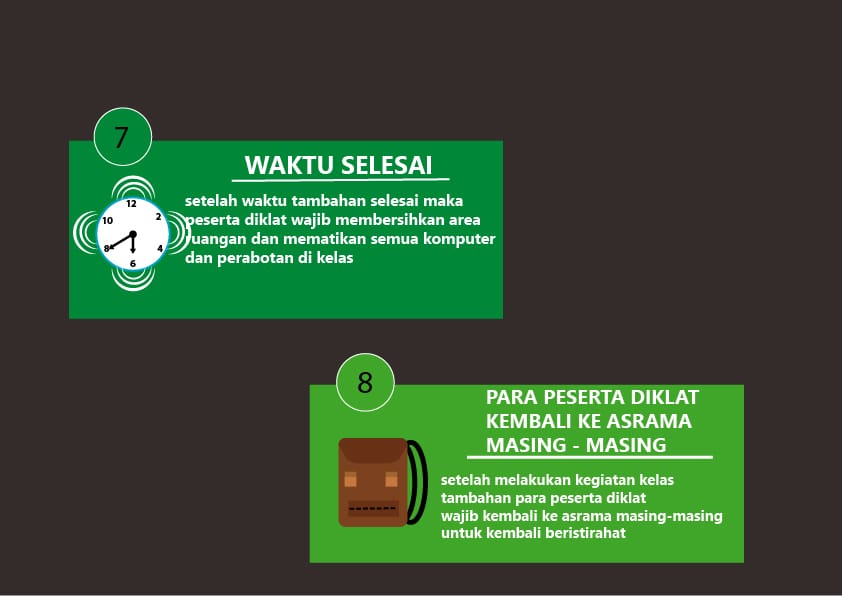 7
WAKTU SELESAI
setelah waktu tambahan selesai maka
peserta diklat wajib membersihkan area
ruangan dan mematikan semua komputer
dan perabotan di kelas
12
10
2
8
4
6
8
PARA PESERTA DIKLAT
KEMBALI KE ASRAMA
MASING - MASING
setelah melakukan kegiatan kelas
tambahan para peserta diklat
wajib kembali ke asrama masing-masing
untuk kembali beristirahat